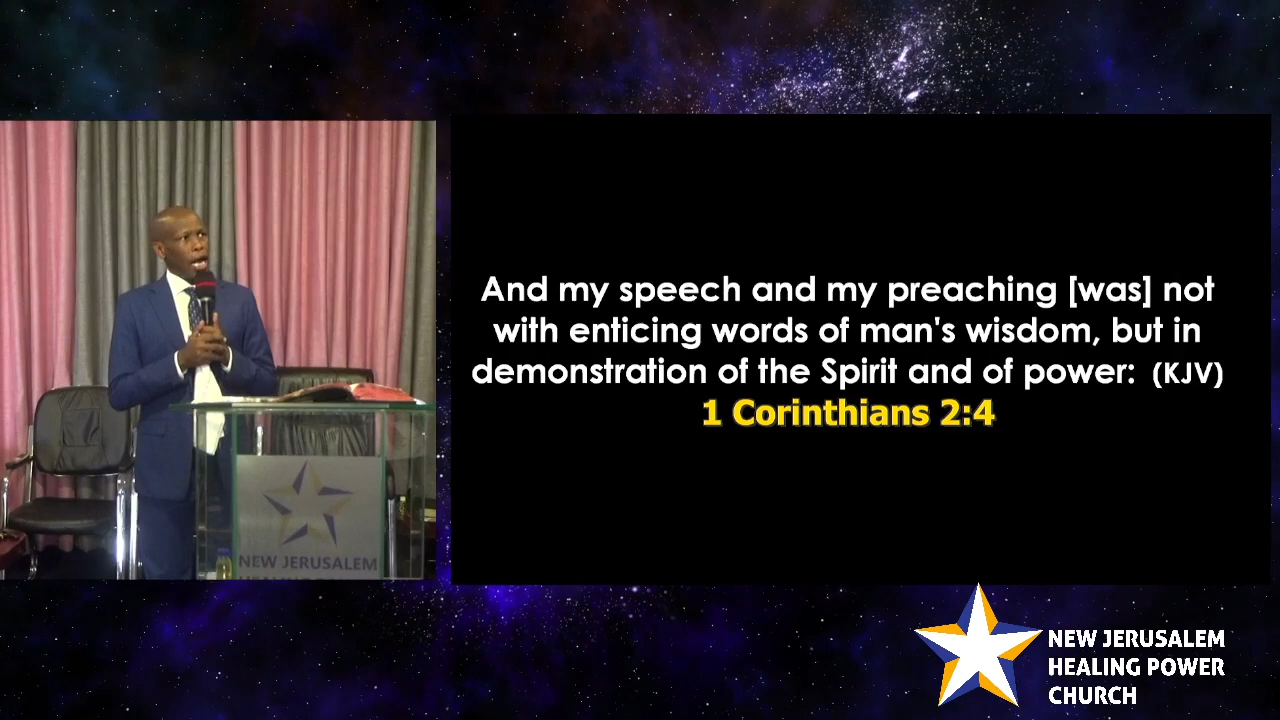 And my speech and my preaching [was] not
with enticing words of man's wisdom, but in
demonstration of the Spirit and of power: (KJV)
1 Corinthians 2:4
NEW JERUSALEM
NEW JERUSALEM
HEALING POWER
CHURCH